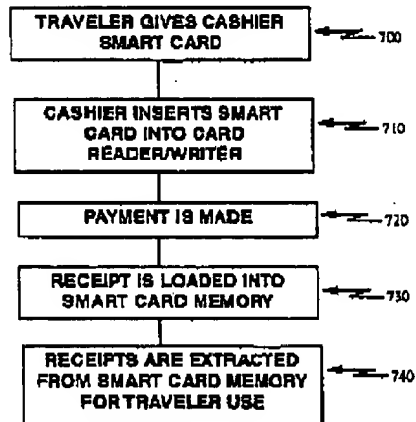 TRAVELER GIVES CASHIER
SMART CARD
700
CASHIER INSERTS SMART
CARD INTO CARD
READER/WRITER
710
PAYMENT IS MADE
720
RECEIPT IS LOADED INTO
SMART CARD MEMORY
730
RECEIPTS ARE EXTRACTED
FROM SMART CARD MEMORY
FOR TRAVELER USE
740